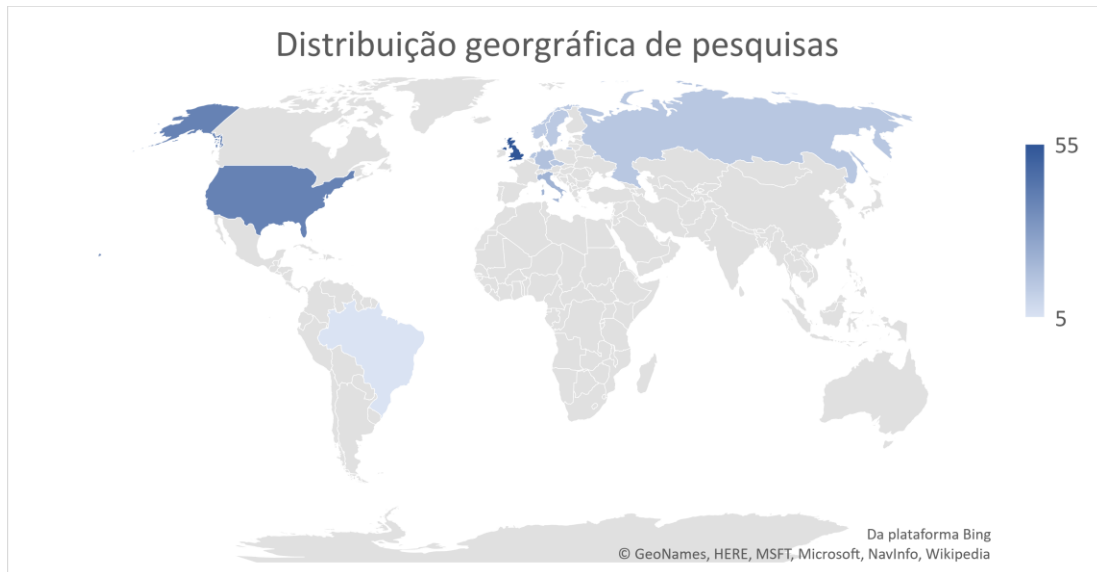 Distribuição georgráfica de pesquisas
55
5
Da plataforma Bing
© GeoNames, HERE, MSFT, Microsoft, NavInfo, Wikipedia